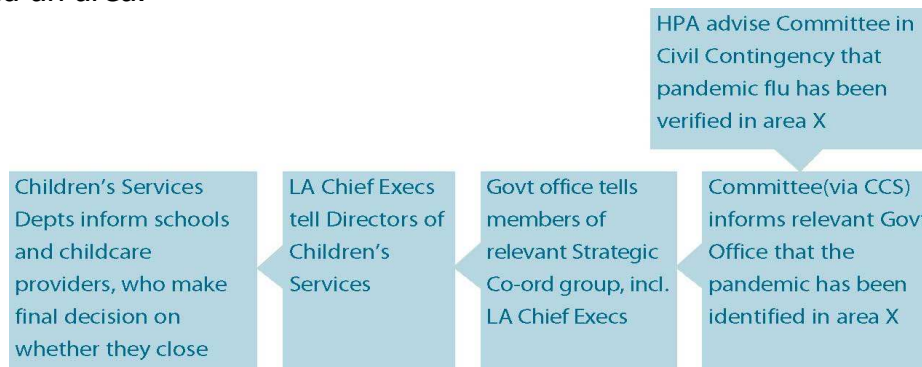 an area.
HPA advise Committee in
Civil Contingency that
pandemic flu has been
verified in area X
Committee(via CCS)
informs relevant Govt
Office that the
pandemic has been
identified in area X
Govt office tells
members of
relevant Strategic
Co-ord group, incl.
LA Chief Execs
LA Chief Execs
tell Directors of
Children's
Services
Children's Services
Depts inform schools
and childcare
providers, who make
final decision on
whether they close